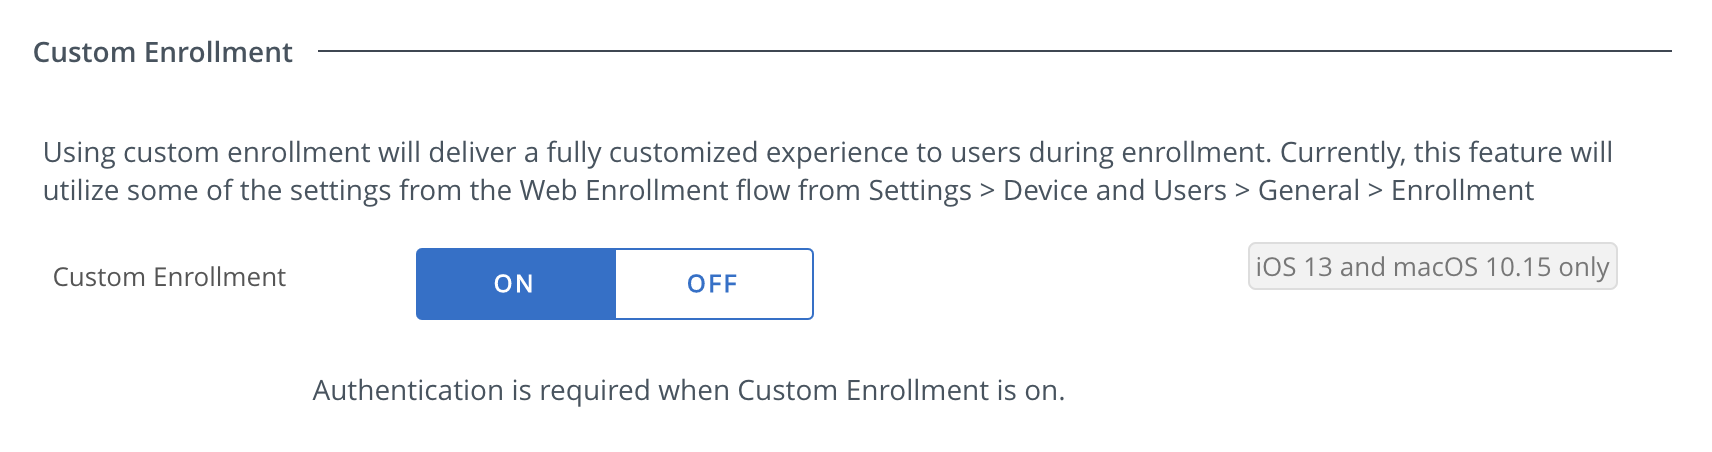 Custom Enrollment
Using custom enrollment will deliver a fully customized experience to users during enrollment. Currently, this feature will
utilize some of the settings from the Web Enrollment flow from Settings > Device and Users > General > Enrollment
Custom Enrollment ON OFF iOS 13 and macOS 10.15 only
Authentication is required when Custom Enrollment is on.